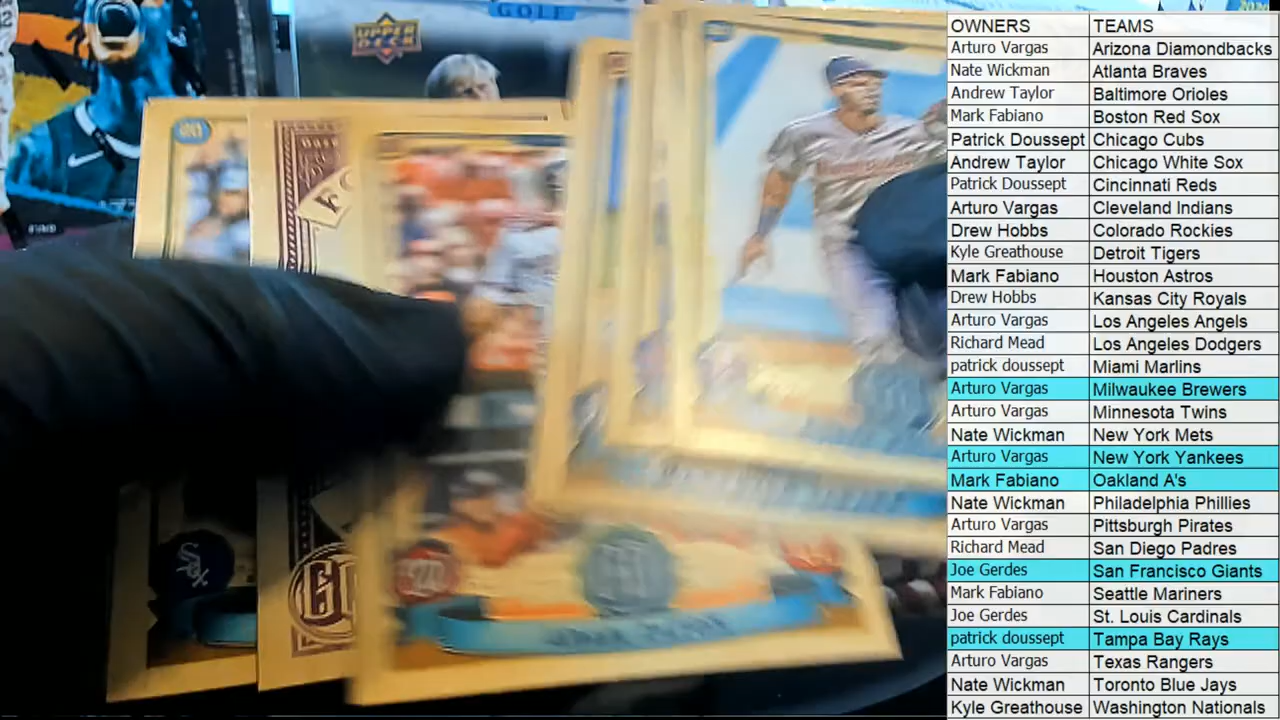 GOLF
UPPER DECK
OWNERS TEAMS
Arturo Vargas Arizona Diamondbacks
Nate Wickman Atlanta Braves
Andrew Taylor Baltimore Orioles
Mark Fabiano Boston Red Sox
Patrick Doussept Chicago Cubs
Andrew Taylor Chicago White Sox
Patrick Doussept Cincinnati Reds
Arturo Vargas Cleveland Indians
Drew Hobbs Colorado Rockies
Kyle Greathouse Detroit Tigers
Mark Fabiano Houston Astros
Drew Hobbs Kansas City Royals
Arturo Vargas Los Angeles Angels
Richard Mead Los Angeles Dodgers
patrick doussept Miami Marlins
Arturo Vargas Milwaukee Brewers
Arturo Vargas Minnesota Twins
Nate Wickman New York Mets
Arturo Vargas New York Yankees
Mark Fabiano Oakland A's
Nate Wickman Philadelphia Phillies
Arturo Vargas Pittsburgh Pirates
Richard Mead San Diego Padres
Joe Gerdes San Francisco Giants
Mark Fabiano Seattle Mariners
Joe Gerdes St. Louis Cardinals
patrick doussept Tampa Bay Rays
Arturo Vargas Texas Rangers
Nate Wickman Toronto Blue Jays
Kyle Greathouse Washington Nationals